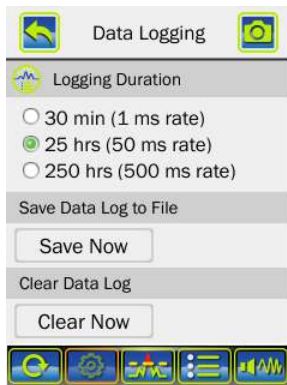 Data Logging
Logging Duration
30 min (1 ms rate)
25 hrs (50 ms rate)
250 hrs (500 ms rate)
Save Data Log to File
Save Now
Clear Data Log
Clear Now